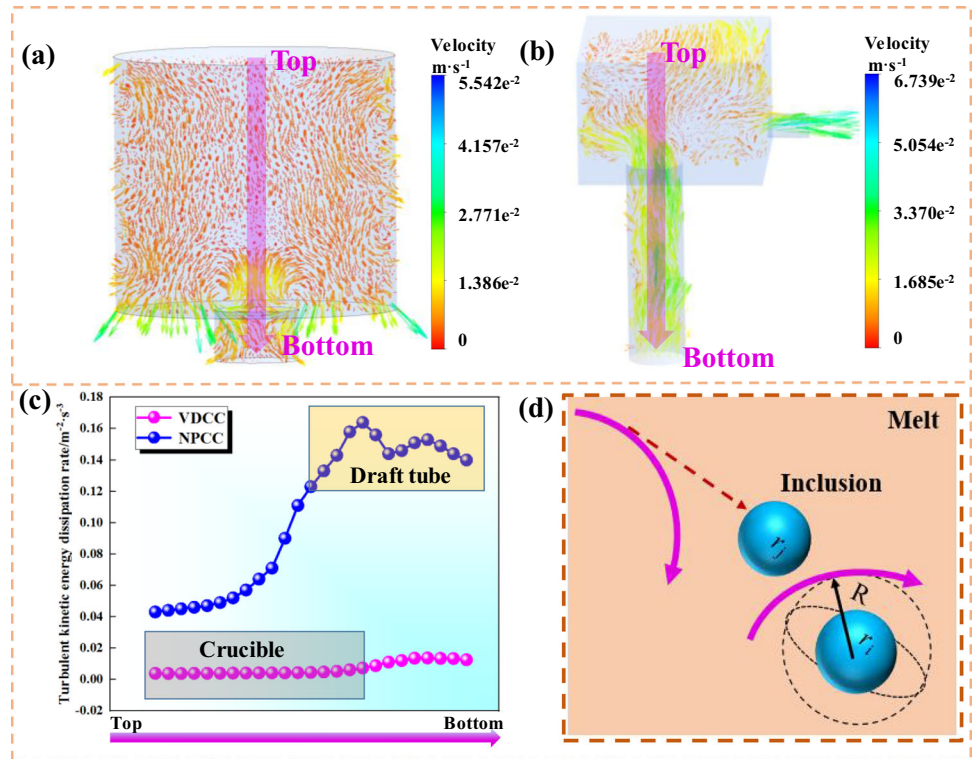 (a)
Top
Bottom
Velocity
m·s⁻¹
5.542e⁻²
4.157e⁻²
2.771e⁻²
1.386e⁻²
0
(b)
Top
Bottom
Velocity
m·s⁻¹
6.739e⁻²
5.054e⁻²
3.370e⁻²
1.685e⁻²
0
(c)
Turbulent kinetic energy dissipation rate/m⁻²·s⁻³
0.18
0.16
0.14
0.12
0.10
0.08
0.06
0.04
0.02
0.00
-0.02
VDCC
NPCC
Draft tube
Crucible
Top
Bottom
(d)
Melt
Inclusion
r_j
R
r_i